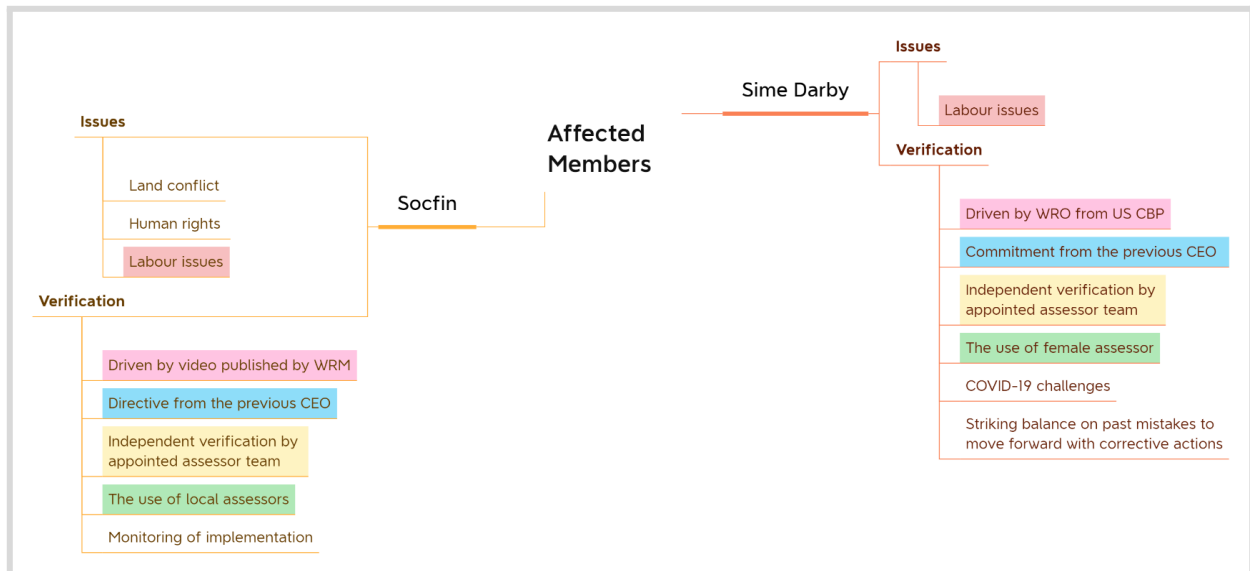 Affected
Members
Socfin
Issues
Land conflict
Human rights
Labour issues
Verification
Driven by video published by WRM
Directive from the previous CEO
Independent verification by
appointed assessor team
The use of local assessors
Monitoring of implementation
Sime Darby
Issues
Labour issues
Verification
Driven by WRO from US CBP
Commitment from the previous CEO
Independent verification by
appointed assessor team
The use of female assessor
COVID-19 challenges
Striking balance on past mistakes to
move forward with corrective actions